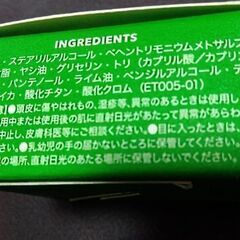 INGREDIENTS
・ステアリルアルコール・ベヘントリモニウムメトサルフ
脂・ヤシ油・グリセリン・トリ(カプリル酸/カプリン
・パンテノール・ライム油・ベンジルアルコール・テ
イカ・酸化チタン・酸化クロム (ET005-01)
●頭皮に傷やはれもの、湿疹等、異常のあるときは使用し
用中または使用後の肌に直射日光があたって異常があらわ
中止し、皮膚科医等にご相談ください。●目に入ったときは、
●乳幼児の手の届かないところに保管してください。
直射日光のあたる場所に保管しないでください。